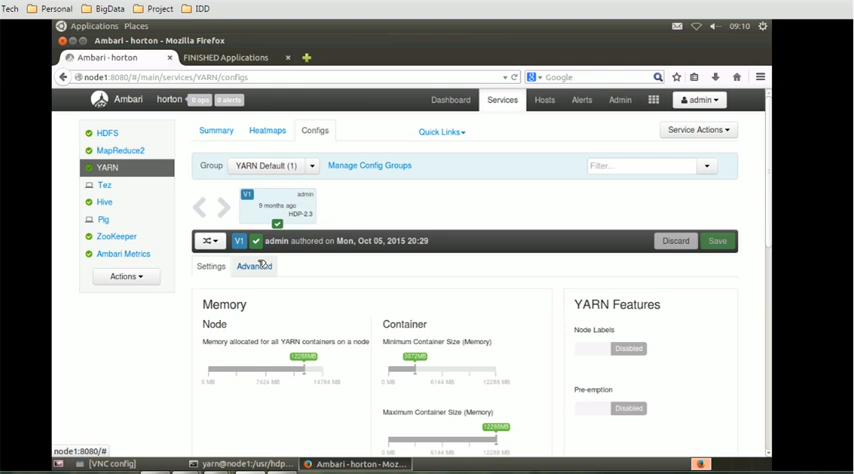 Tech Personal BigData Project IDD
Applications Places 09:10
Ambari - horton - Mozilla Firefox
Ambari - horton × FINISHED Applications ×
node1:8080/#/main/services/YARN/configs Google
Ambari horton 0 ops 0 alerts Dashboard Services Hosts Alerts Admin admin
HDFS
MapReduce2
YARN
Tez
Hive
Pig
ZooKeeper
Ambari Metrics
Actions
Summary Heatmaps Configs Quick Links Service Actions
Group YARN Default (1) Manage Config Groups Filter...
V1 admin
9 months ago
HDP-2.3
V1 admin authored on Mon, Oct 05, 2015 20:29 Discard Save
Settings Advanced
Memory
Node
Memory allocated for all YARN containers on a node
12288MB
0 MB 7424 MB 14784 MB
Container
Minimum Container Size (Memory)
3072MB
0 MB 6144 MB 12288 MB
Maximum Container Size (Memory)
12288MB
YARN Features
Node Labels
Disabled
Pre-emption
Disabled
node1:8080/#
[VNC config] yarn@node1:/usr/hdp... Ambari - horton - Moz...